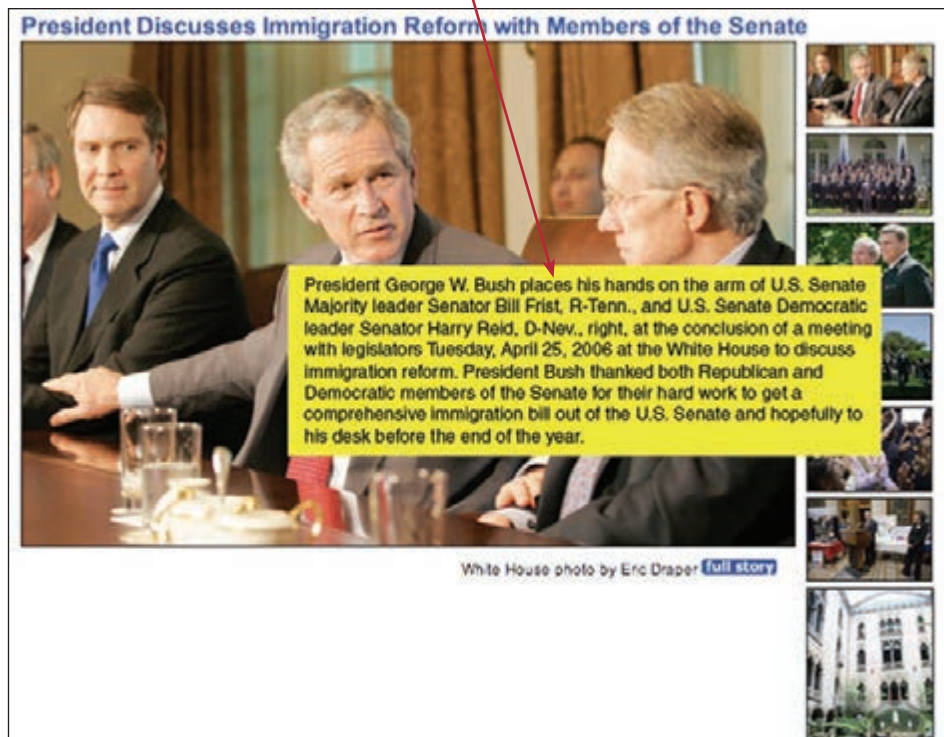 President Discusses Immigration Reform with Members of the Senate
President George W. Bush places his hands on the arm of U.S. Senate
Majority leader Senator Bill Frist, R-Tenn., and U.S. Senate Democratic
leader Senator Harry Reid, D-Nev., right, at the conclusion of a meeting
with legislators Tuesday, April 25, 2006 at the White House to discuss
immigration reform. President Bush thanked both Republican and
Democratic members of the Senate for their hard work to get a
comprehensive immigration bill out of the U.S. Senate and hopefully to
his desk before the end of the year.
White House photo by Eric Draper full story